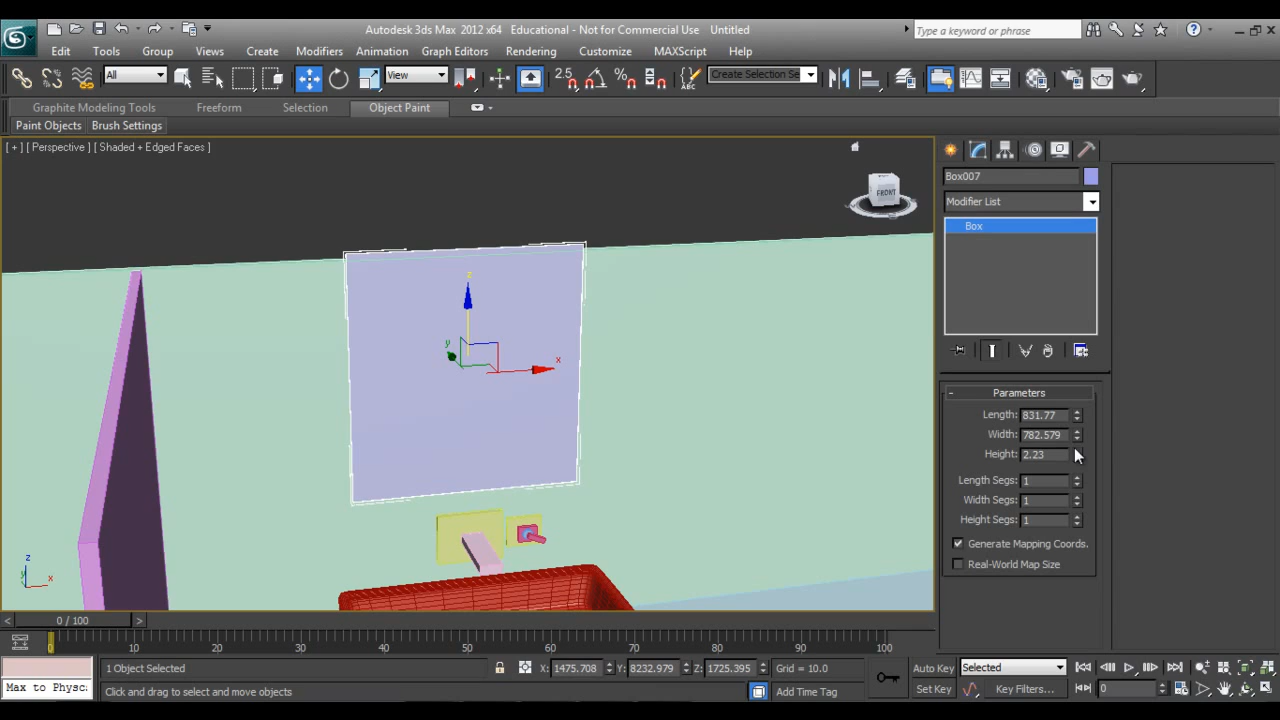 Autodesk 3ds Max 2012 x64 Educational - Not for Commercial Use Untitled
Type a keyword or phrase
Edit Tools Group Views Create Modifiers Animation Graph Editors Rendering Customize MAXScript Help
All View 2.5 Create Selection Se
Graphite Modeling Tools Freeform Selection Object Paint
Paint Objects Brush Settings
[ + ] [ Perspective ] [ Shaded + Edged Faces ]
FRONT
Box007
Modifier List
Box
z
y
x
- Parameters
Length: 831.77
Width: 782.579
Height: 2.23
Length Segs: 1
Width Segs: 1
Height Segs: 1
Generate Mapping Coords.
Real-World Map Size
z
x
< 0 / 100 >
0 10 20 30 40 50 60 70 80 90 100
1 Object Selected X: 1475.708 Y: 8232.979 Z: 1725.395 Grid = 10.0 Auto Key Selected
Max to Physc Click and drag to select and move objects Add Time Tag Set Key Key Filters... 0